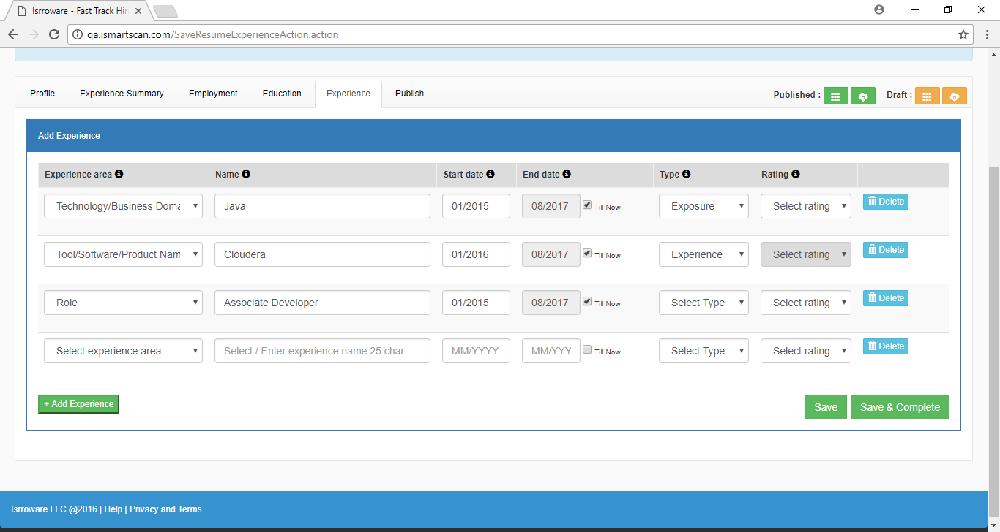 Isrroware - Fast Track Hir
qa.ismartscan.com/SaveResumeExperienceAction.action
Profile Experience Summary Employment Education Experience Publish Published : Draft :
Add Experience
Experience area Name Start date End date Type Rating
Technology/Business Doma Java 01/2015 08/2017 Till Now Exposure Select rating Delete
Tool/Software/Product Nam Cloudera 01/2016 08/2017 Till Now Experience Select rating Delete
Role Associate Developer 01/2015 08/2017 Till Now Select Type Select rating Delete
Select experience area Select / Enter experience name 25 char MM/YYYY MM/YYY Till Now Select Type Select rating Delete
+ Add Experience Save Save & Complete
Isrroware LLC @2016 | Help | Privacy and Terms